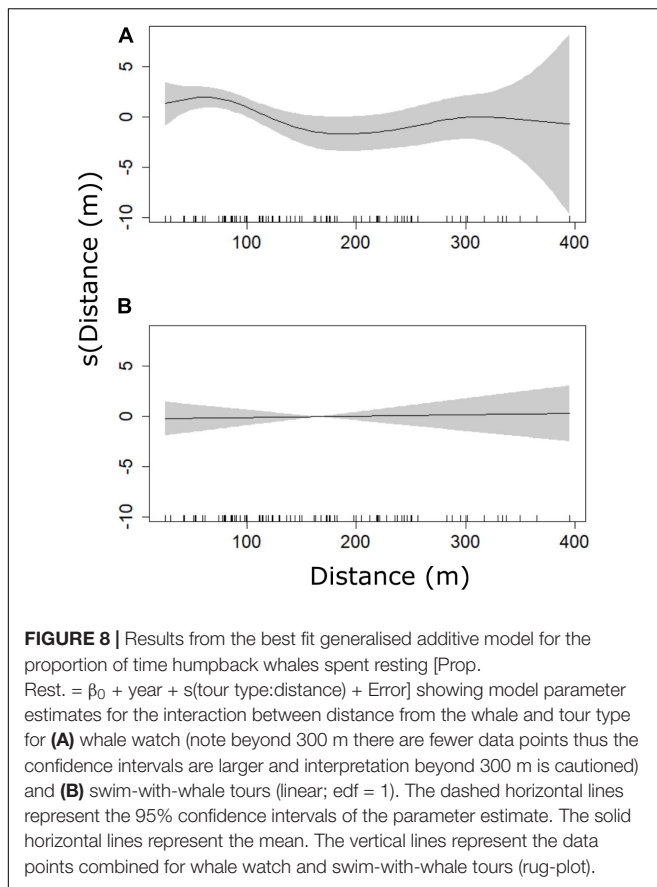 A
5
0
-5
-10
100 200 300 400
s(Distance (m))
B
5
0
-5
-10
100 200 300 400
Distance (m)
FIGURE 8 | Results from the best fit generalised additive model for the
proportion of time humpback whales spent resting [Prop.
Rest. = β0 + year + s(tour type:distance) + Error] showing model parameter
estimates for the interaction between distance from the whale and tour type
for (A) whale watch (note beyond 300 m there are fewer data points thus the
confidence intervals are larger and interpretation beyond 300 m is cautioned)
and (B) swim-with-whale tours (linear; edf = 1). The dashed horizontal lines
represent the 95% confidence intervals of the parameter estimate. The solid
horizontal lines represent the mean. The vertical lines represent the data
points combined for whale watch and swim-with-whale tours (rug-plot).